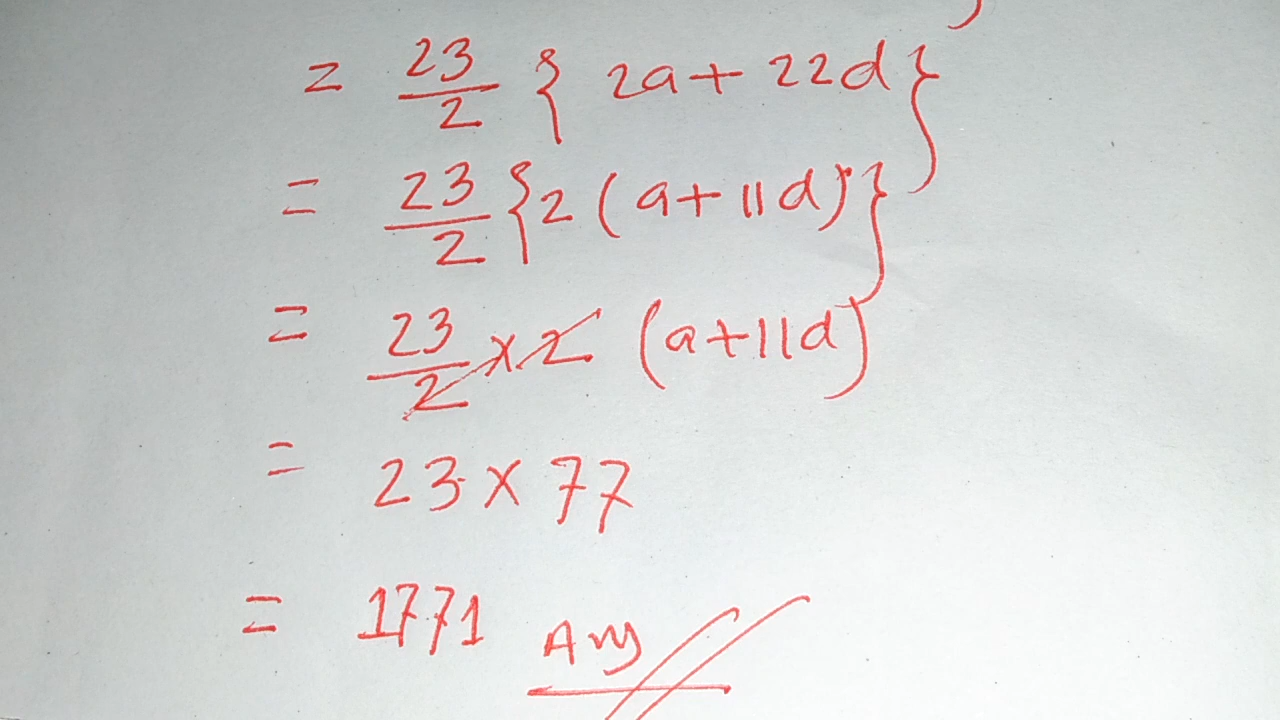 = 23/2 { 2a + 22d }
= 23/2 { 2 ( a + 11d ) }
= 23/2 × 2 ( a + 11d )
= 23 × 77
= 1771 Ans